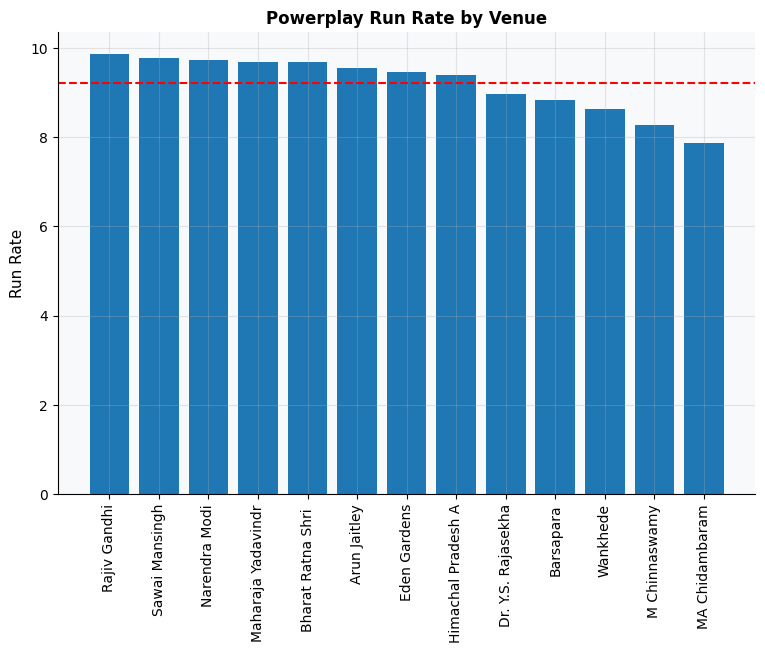 Powerplay Run Rate by Venue
Run Rate
10
8
6
4
2
0
Rajiv Gandhi
Sawai Mansingh
Narendra Modi
Maharaja Yadavindr
Bharat Ratna Shri
Arun Jaitley
Eden Gardens
Himachal Pradesh A
Dr. Y.S. Rajasekha
Barsapara
Wankhede
M Chinnaswamy
MA Chidambaram